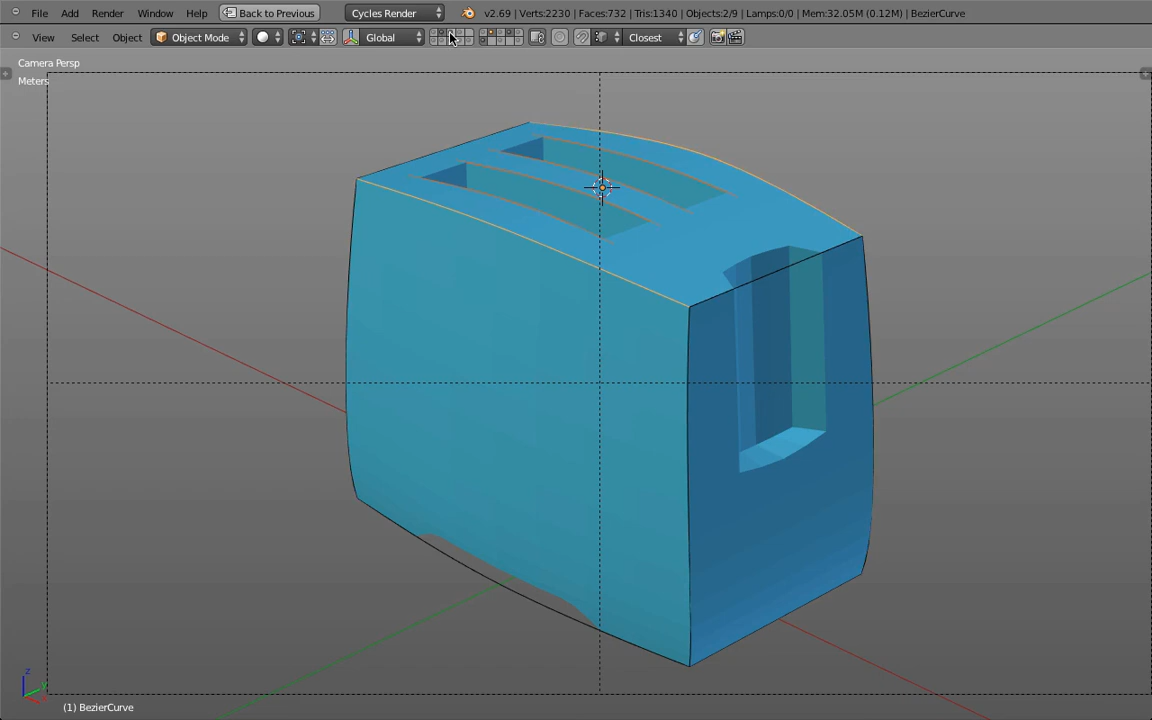 File Add Render Window Help Back to Previous Cycles Render v2.69 | Verts:2230 | Faces:732 | Tris:1340 | Objects:2/9 | Lamps:0/0 | Mem:32.05M (0.12M) | BezierCurve
View Select Object Object Mode Global Closest
Camera Persp
Meters
z
y
(1) BezierCurve